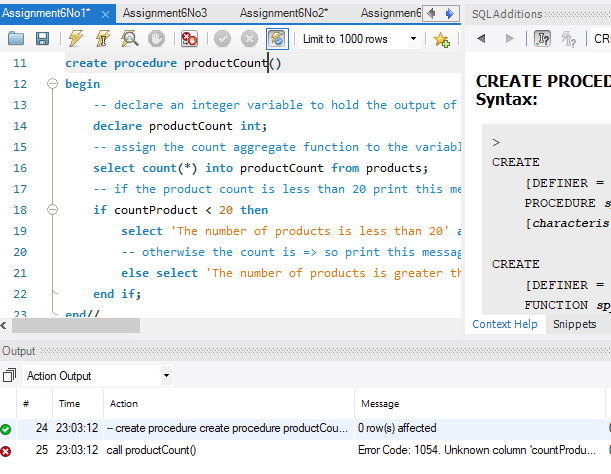 Assignment6No1* × Assignment6No3 Assignment6No2* Assignment6
SQLAdditions
Limit to 1000 rows
11 create procedure productCount()
12 begin
13 -- declare an integer variable to hold the output of
14 declare productCount int;
15 -- assign the count aggregate function to the variabl
16 select count(*) into productCount from products;
17 -- if the product count is less than 20 print this me
18 if countProduct < 20 then
19 select 'The number of products is less than 20' a
20 -- otherwise the count is => so print this messag
21 else select 'The number of products is greater th
22 end if;
23 end//
CREATE PROCED
Syntax:
>
CREATE
[DEFINER =
PROCEDURE sp
[characteris
CREATE
[DEFINER =
FUNCTION sp
Context Help Snippets
Output
Action Output
# Time Action Message
24 23:03:12 -- create procedure create procedure productCou... 0 row(s) affected
25 23:03:12 call productCount() Error Code: 1054. Unknown column 'countProdu...